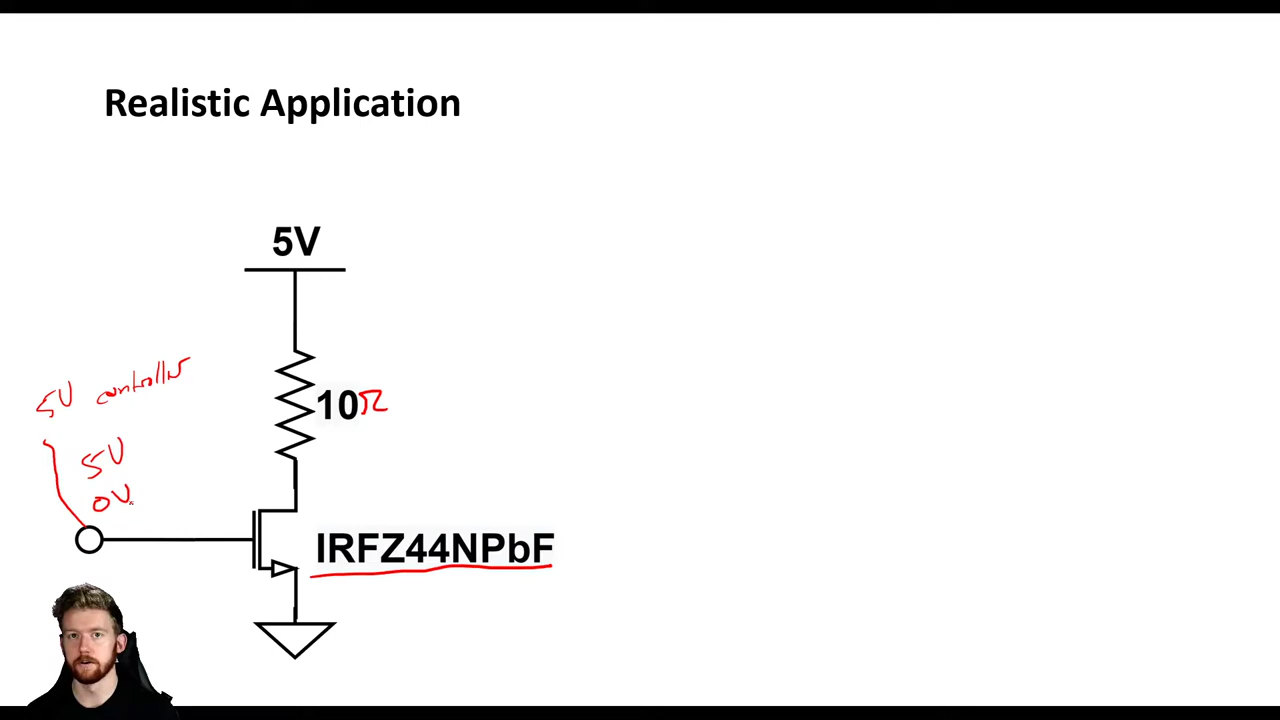 Realistic Application
5V
5V controller
10Ω
5V
0V
IRFZ44NPbF